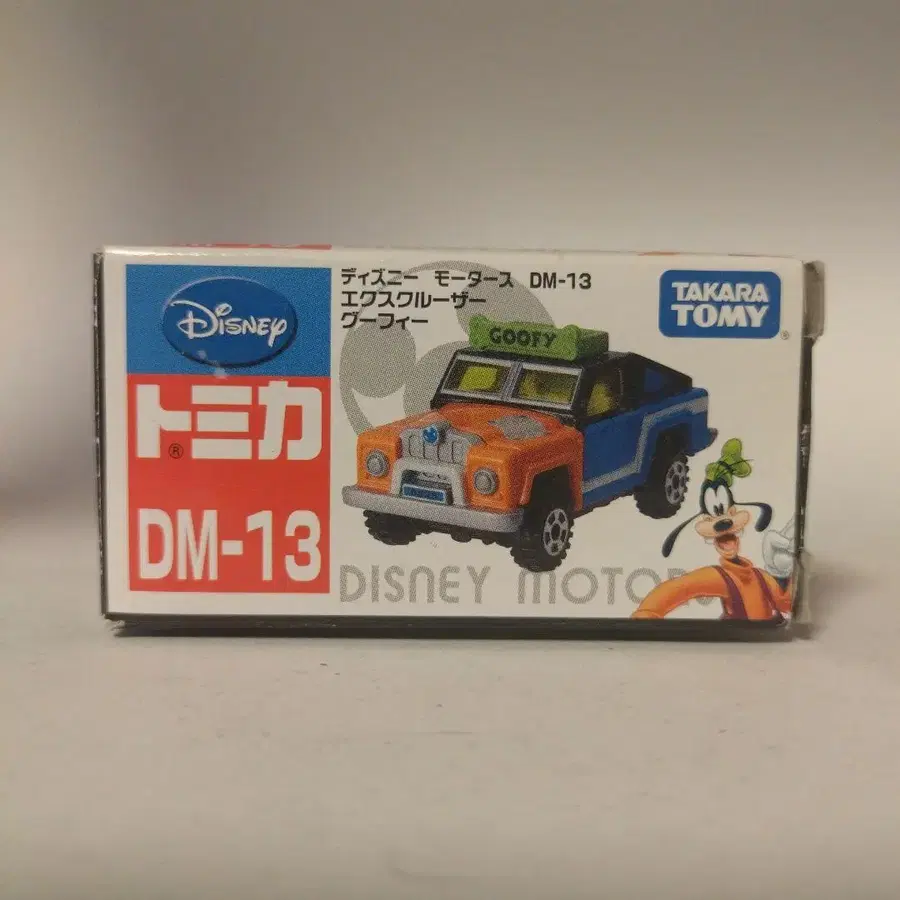 DISNEY
トミカ
®
DM-13
ディズニー モータース DM-13
エクスクルーザー
グーフィー
TAKARA
TOMY
®
GOOFY
DISNEY MOTORS